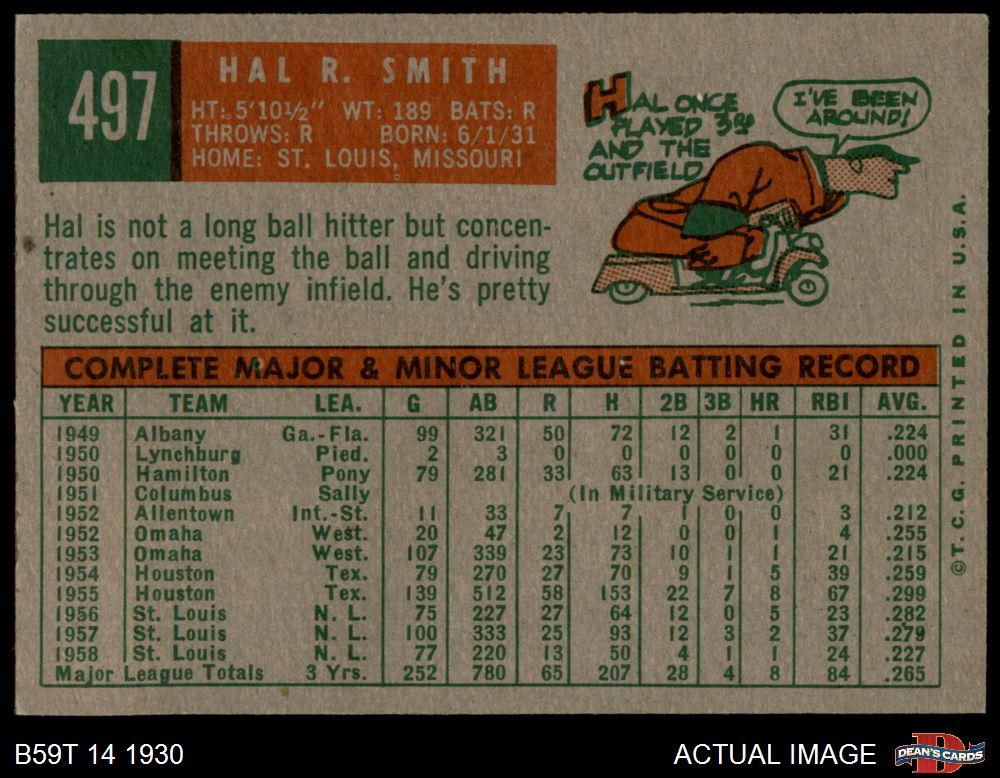 497
HAL R. SMITH
HT: 5'10½" WT: 189 BATS: R
THROWS: R BORN: 6/1/31
HOME: ST. LOUIS, MISSOURI
HAL ONCE
PLAYED 3RD
AND THE
OUTFIELD
I'VE BEEN
AROUND!
Hal is not a long ball hitter but concen-
trates on meeting the ball and driving
through the enemy infield. He's pretty
successful at it.
COMPLETE MAJOR & MINOR LEAGUE BATTING RECORD
YEAR TEAM LEA. G AB R H 2B 3B HR RBI AVG.
1949 Albany Ga.-Fla. 99 321 50 72 12 2 1 31 .224
1950 Lynchburg Pied. 2 3 0 0 0 0 0 0 .000
1950 Hamilton Pony 79 281 33 63 13 0 0 21 .224
1951 Columbus Sally (In Military Service)
1952 Allentown Int.-St. 11 33 7 7 1 0 0 3 .212
1952 Omaha West. 20 47 2 12 0 0 1 4 .255
1953 Omaha West. 107 339 23 73 10 1 1 21 .215
1954 Houston Tex. 79 270 27 70 9 1 5 39 .259
1955 Houston Tex. 139 512 58 153 22 7 8 67 .299
1956 St. Louis N. L. 75 227 27 64 12 0 5 23 .282
1957 St. Louis N. L. 100 333 25 93 12 3 2 37 .279
1958 St. Louis N. L. 77 220 13 50 4 1 1 24 .227
Major League Totals 3 Yrs. 252 780 65 207 28 4 8 84 .265
©T. C. G. PRINTED IN U.S.A.
B59T 14 1930
ACTUAL IMAGE
DEAN'S CARDS